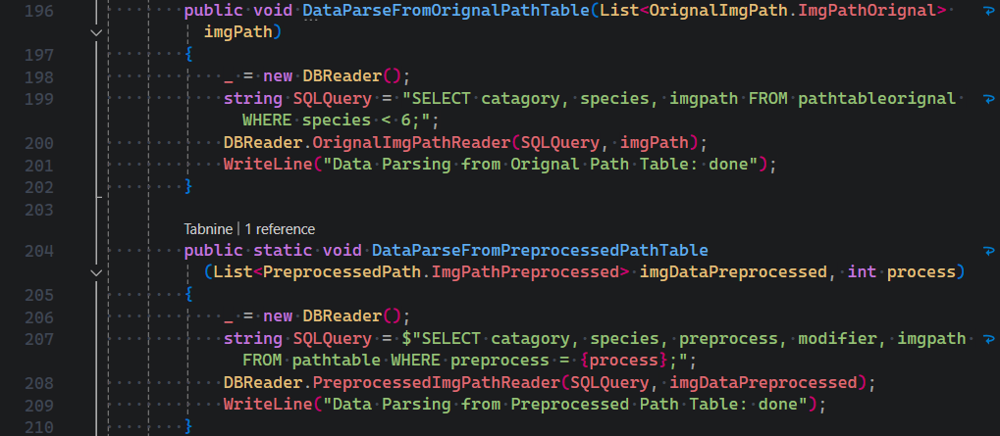 196 public void DataParseFromOrignalPathTable(List<OrignalImgPath.ImgPathOrignal>
imgPath)
197 {
198 _ = new DBReader();
199 string SQLQuery = "SELECT catagory, species, imgpath FROM pathtableorignal
WHERE species < 6;";
200 DBReader.OrignalImgPathReader(SQLQuery, imgPath);
201 WriteLine("Data Parsing from Orignal Path Table: done");
202 }
203
Tabnine | 1 reference
204 public static void DataParseFromPreprocessedPathTable
(List<PreprocessedPath.ImgPathPreprocessed> imgDataPreprocessed, int process)
205 {
206 _ = new DBReader();
207 string SQLQuery = $"SELECT catagory, species, preprocess, modifier, imgpath
FROM pathtable WHERE preprocess = {process};";
208 DBReader.PreprocessedImgPathReader(SQLQuery, imgDataPreprocessed);
209 WriteLine("Data Parsing from Preprocessed Path Table: done");
210 }